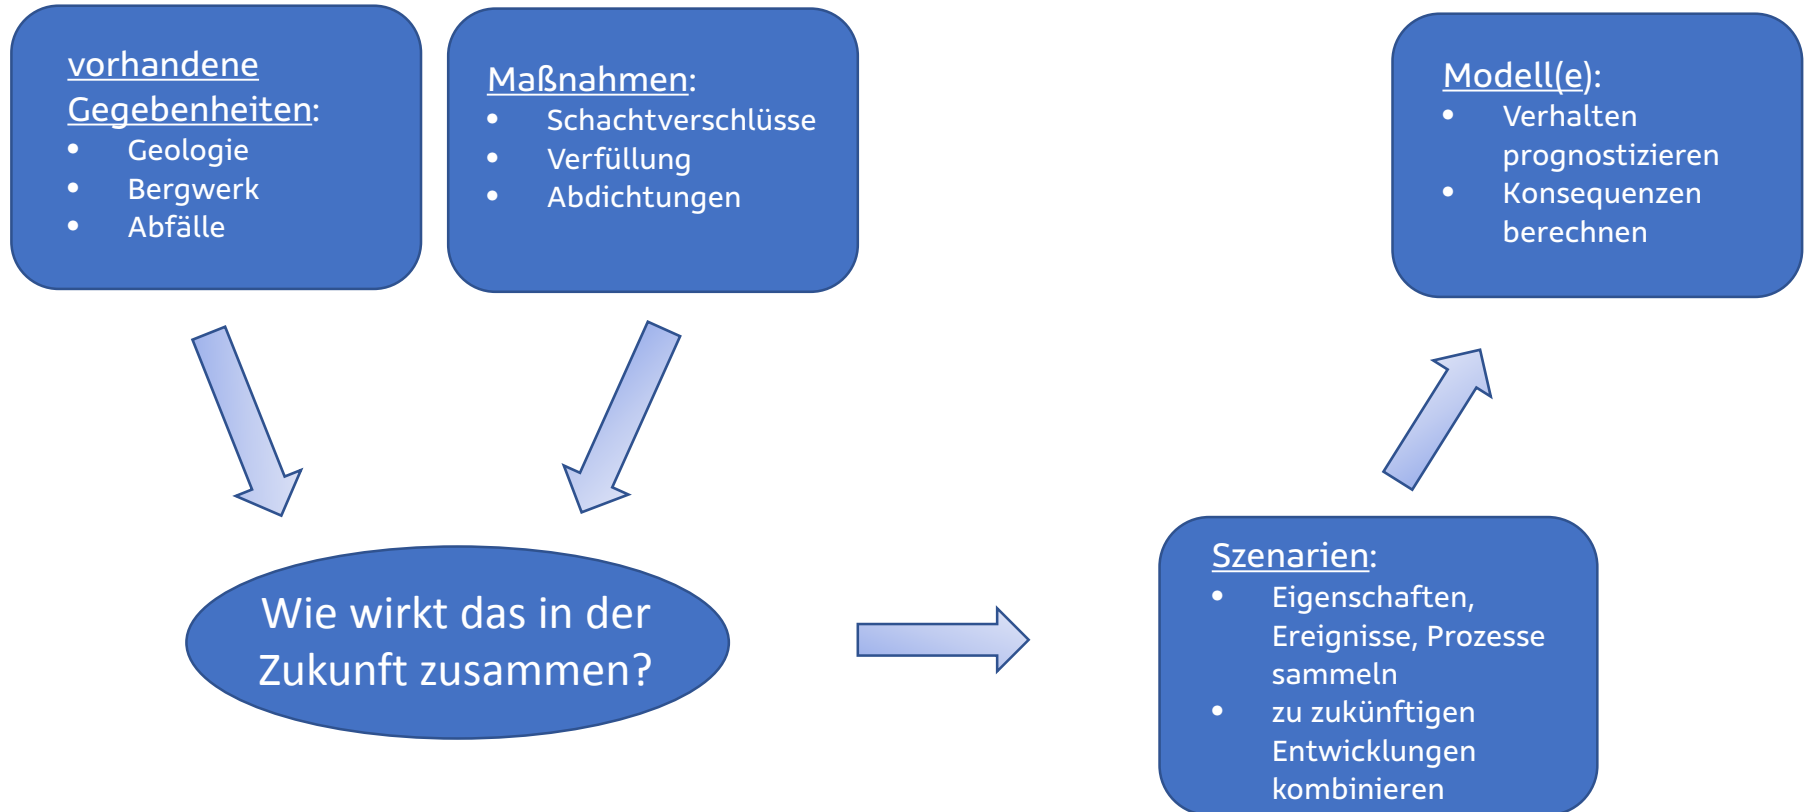 vorhandene
Gegebenheiten:
• Geologie
• Bergwerk
• Abfälle
Maßnahmen:
• Schachtverschlüsse
• Verfüllung
• Abdichtungen
Modell(e):
• Verhalten
prognostizieren
• Konsequenzen
berechnen
Wie wirkt das in der
Zukunft zusammen?
Szenarien:
• Eigenschaften,
Ereignisse, Prozesse
sammeln
• zu zukünftigen
Entwicklungen
kombinieren